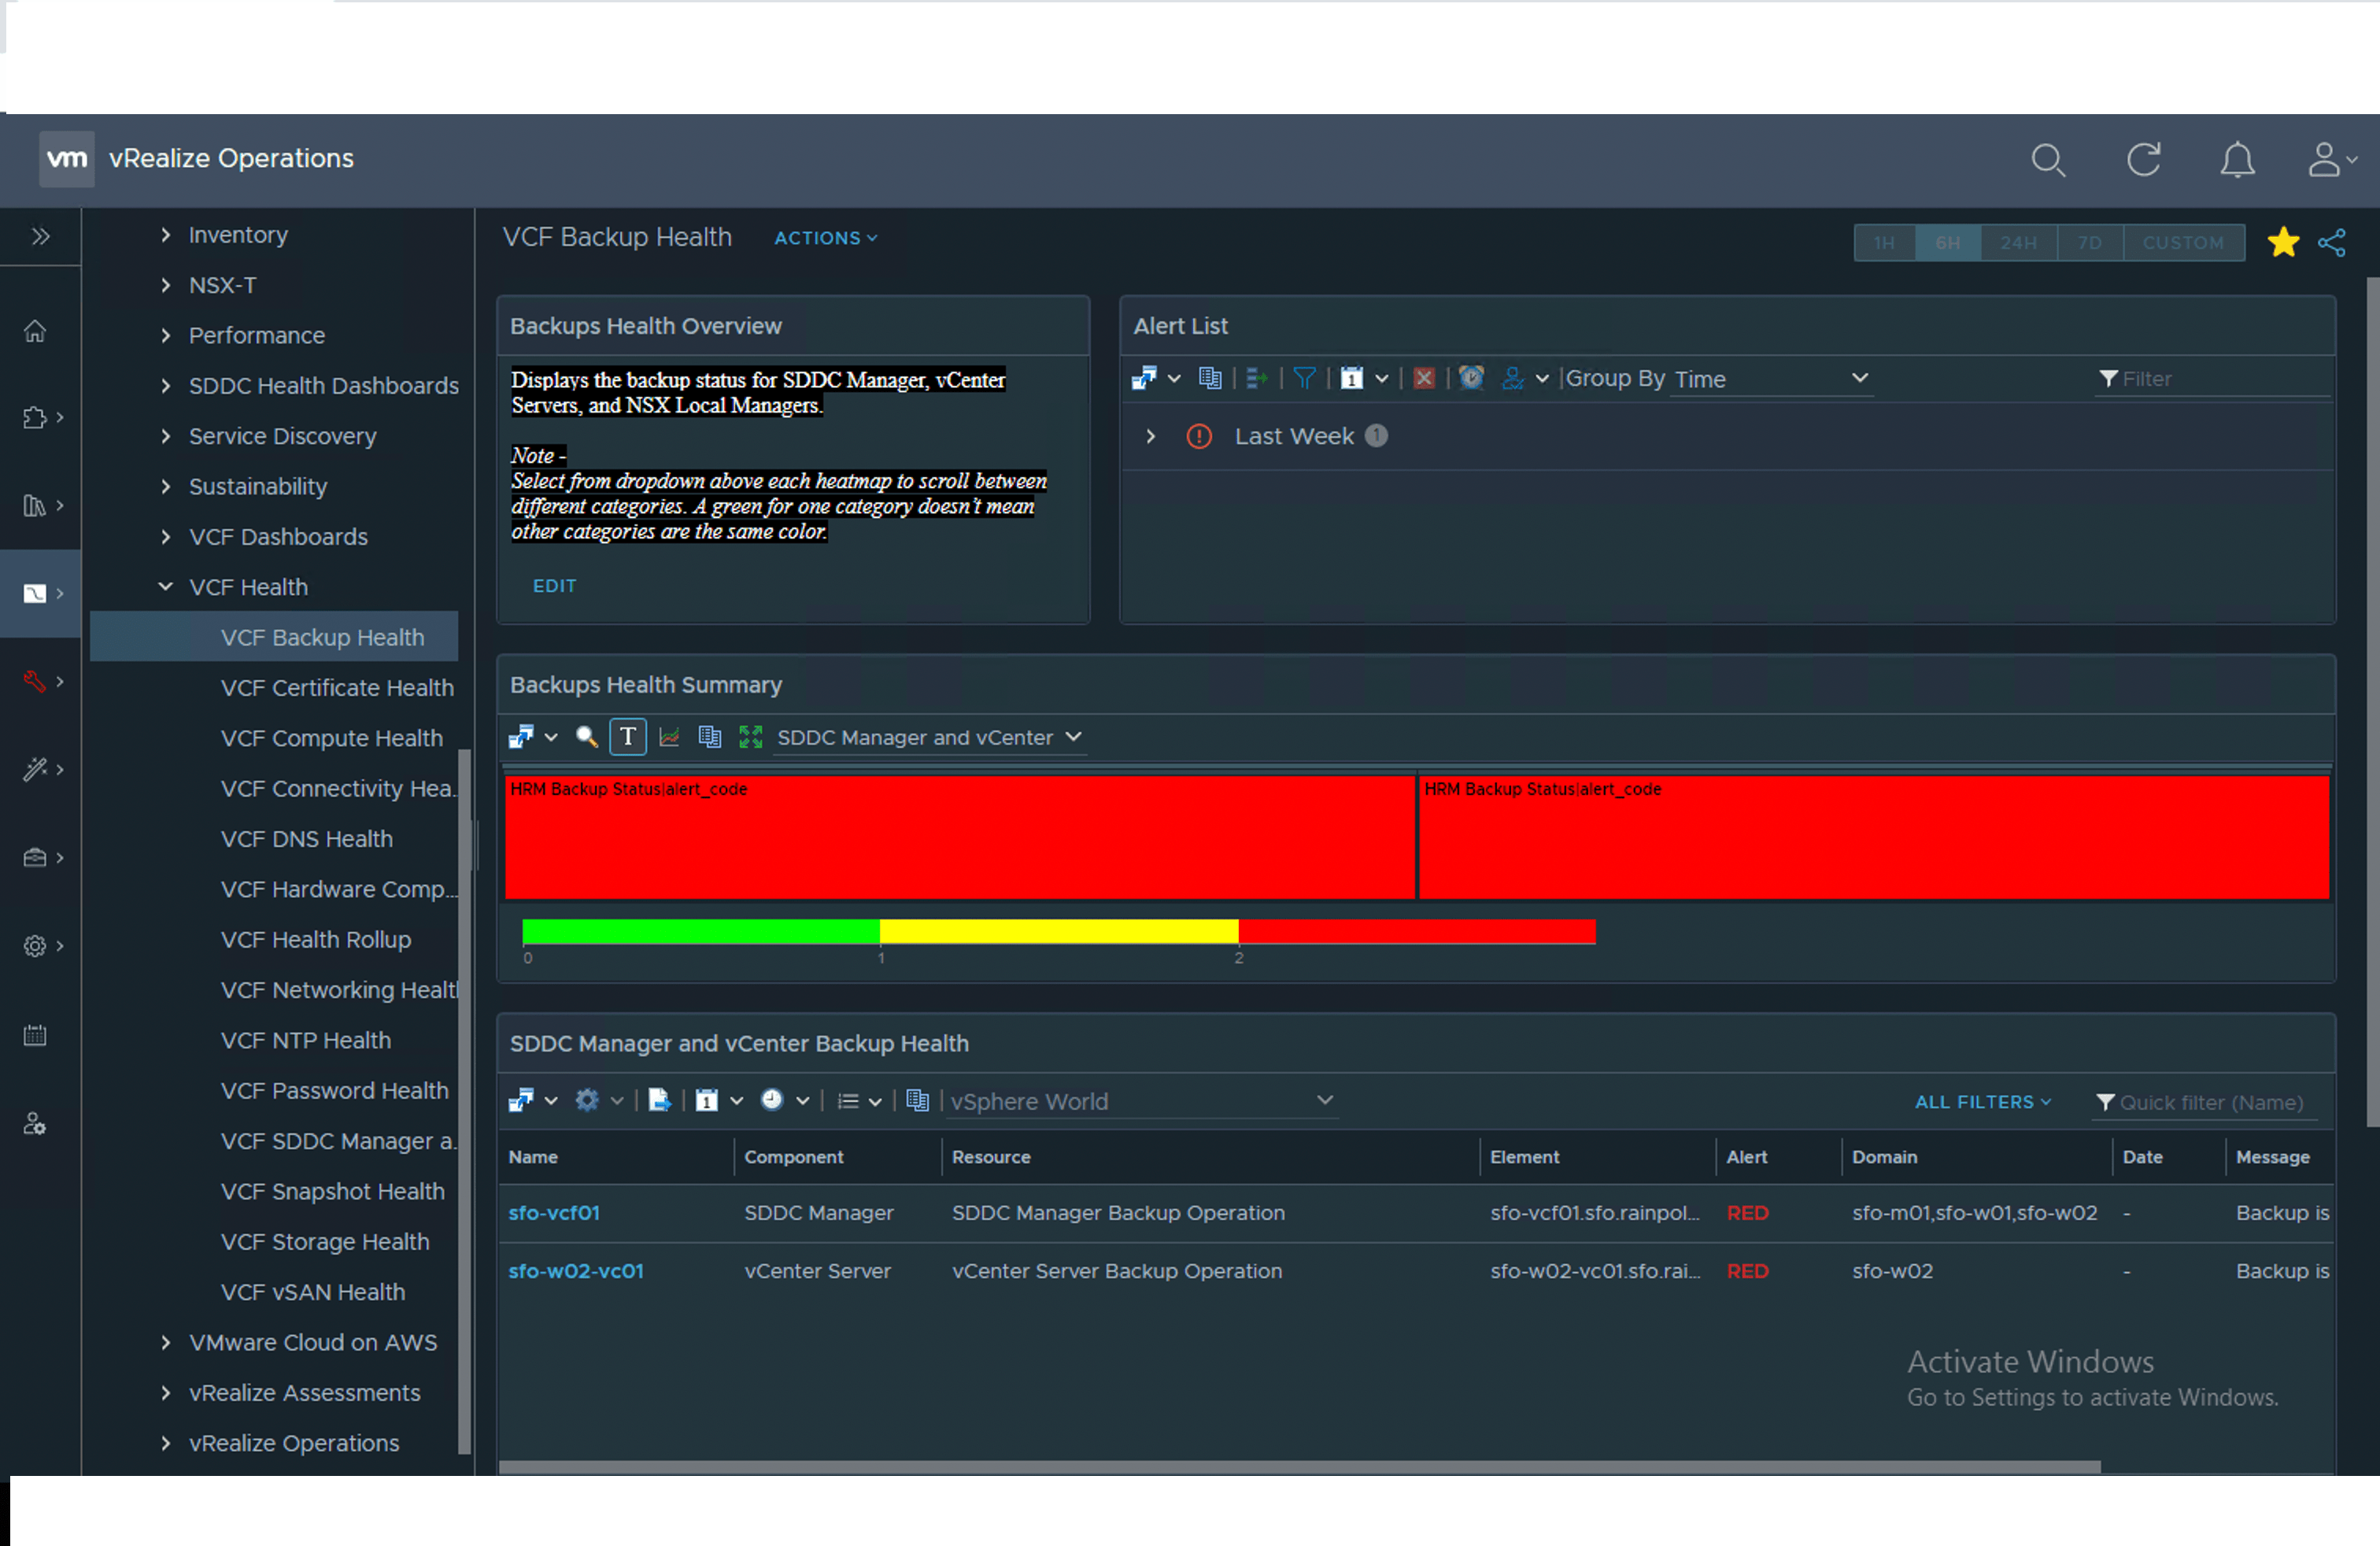 vm vRealize Operations
Inventory
NSX-T
Performance
SDDC Health Dashboards
Service Discovery
Sustainability
VCF Dashboards
VCF Health
VCF Backup Health
VCF Certificate Health
VCF Compute Health
VCF Connectivity Hea..
VCF DNS Health
VCF Hardware Comp...
VCF Health Rollup
VCF Networking Healt
VCF NTP Health
VCF Password Health
VCF SDDC Manager a..
VCF Snapshot Health
VCF Storage Health
VCF vSAN Health
VMware Cloud on AWS
vRealize Assessments
vRealize Operations
VCF Backup Health ACTIONS
1H 6H 24H 7D CUSTOM
Backups Health Overview
Displays the backup status for SDDC Manager, vCenter
Servers, and NSX Local Managers.
Note -
Select from dropdown above each heatmap to scroll between
different categories. A green for one category doesn't mean
other categories are the same color.
EDIT
Alert List
1 Group By Time Filter
Last Week 1
Backups Health Summary
T SDDC Manager and vCenter
HRM Backup Status|alert_code HRM Backup Status|alert_code
0 1 2
SDDC Manager and vCenter Backup Health
1 vSphere World ALL FILTERS Quick filter (Name)
Name Component Resource Element Alert Domain Date Message
sfo-vcf01 SDDC Manager SDDC Manager Backup Operation sfo-vcf01.sfo.rainpol... RED sfo-m01,sfo-w01,sfo-w02 - Backup is
sfo-w02-vc01 vCenter Server vCenter Server Backup Operation sfo-w02-vc01.sfo.rai... RED sfo-w02 - Backup is
Activate Windows
Go to Settings to activate Windows.